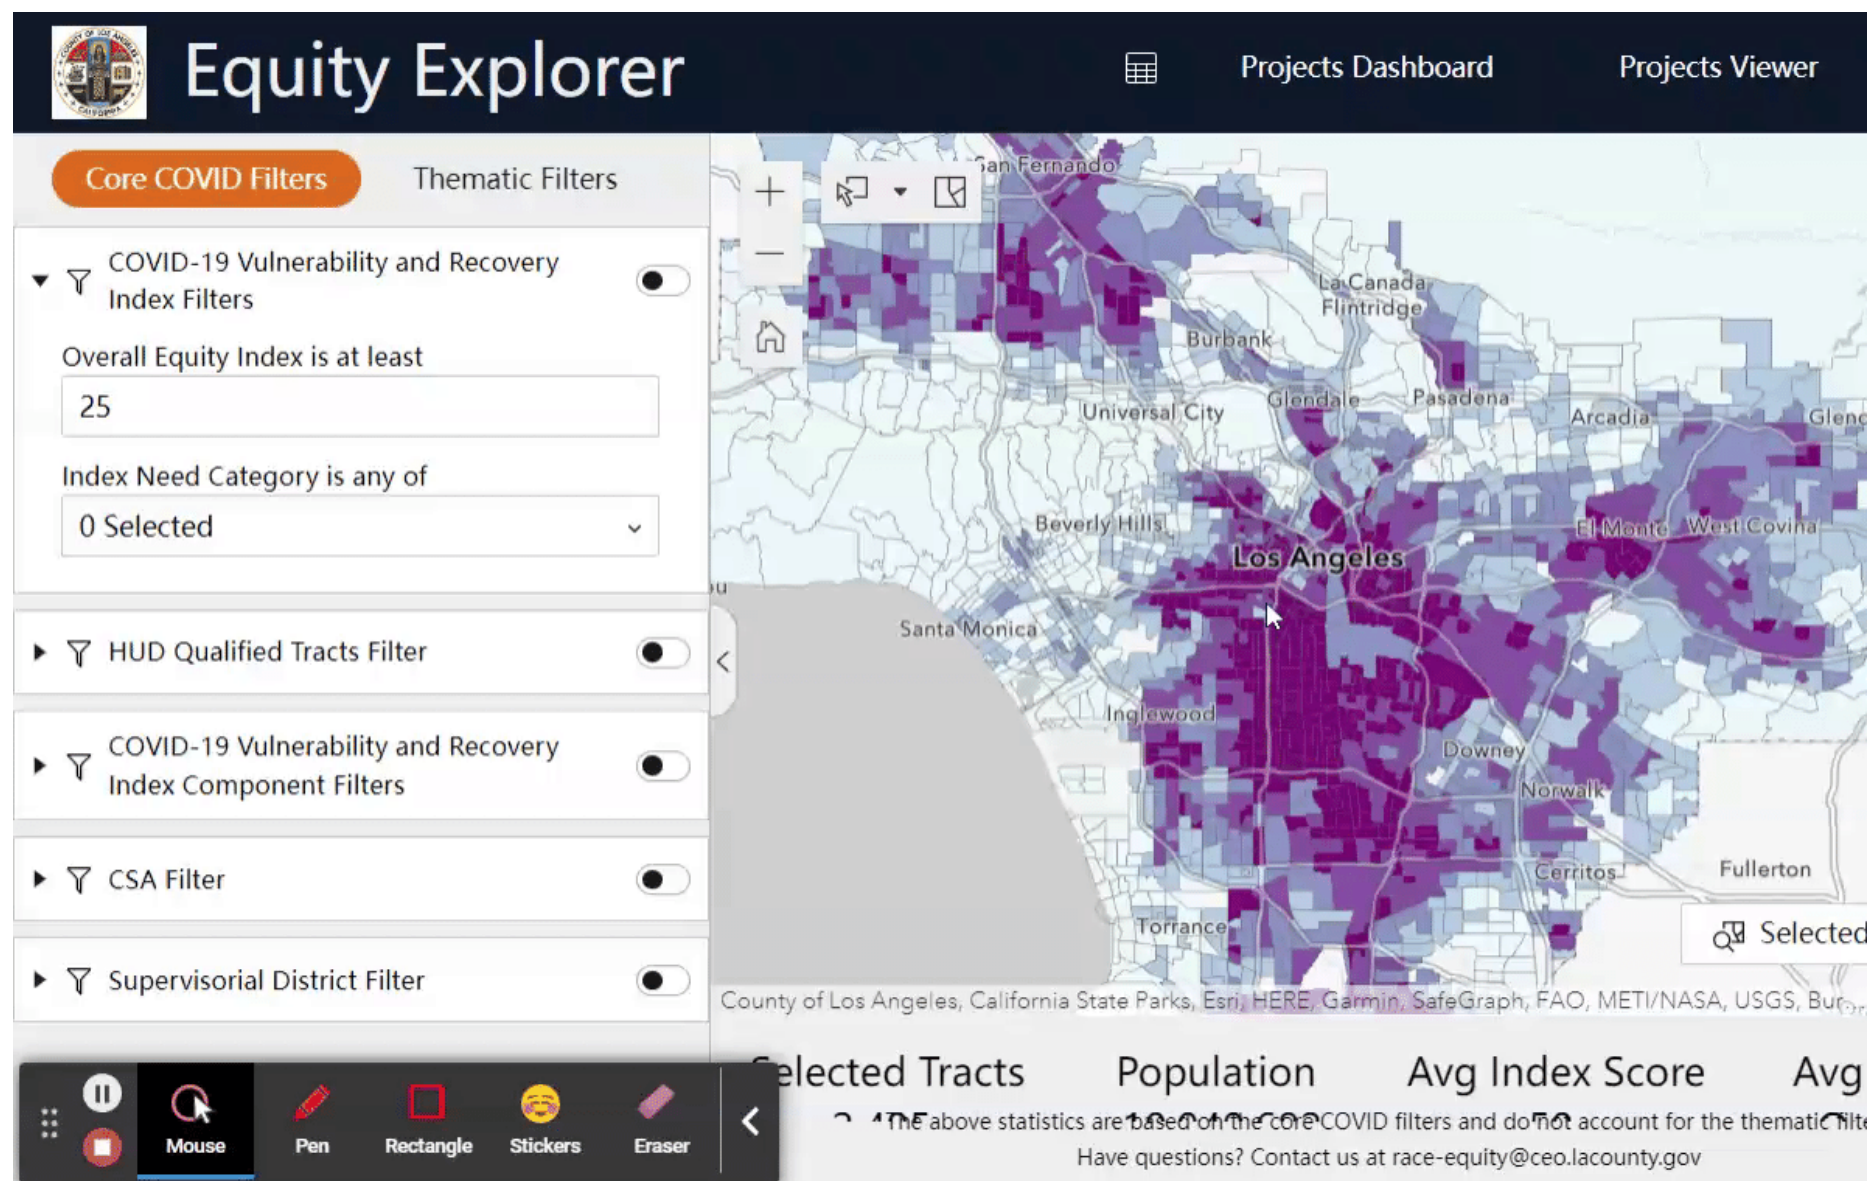 Equity Explorer
Projects Dashboard
Projects Viewer
Core COVID Filters
Thematic Filters
COVID-19 Vulnerability and Recovery
Index Filters
Overall Equity Index is at least
25
Index Need Category is any of
0 Selected
HUD Qualified Tracts Filter
COVID-19 Vulnerability and Recovery
Index Component Filters
CSA Filter
Supervisorial District Filter
San Fernando
La Canada
Flintridge
Burbank
Universal City
Glendale
Pasadena
Arcadia
Glend
Beverly Hills
El Monte
West Covina
Los Angeles
Santa Monica
Inglewood
Downey
Norwalk
Cerritos
Fullerton
Torrance
Selected
County of Los Angeles, California State Parks, Esri, HERE, Garmin, SafeGraph, FAO, METI/NASA, USGS, Bur
Selected Tracts
Population
Avg Index Score
Avg
The above statistics are based on the core COVID filters and do not account for the thematic filte
Have questions? Contact us at race-equity@ceo.lacounty.gov
Mouse
Pen
Rectangle
Stickers
Eraser